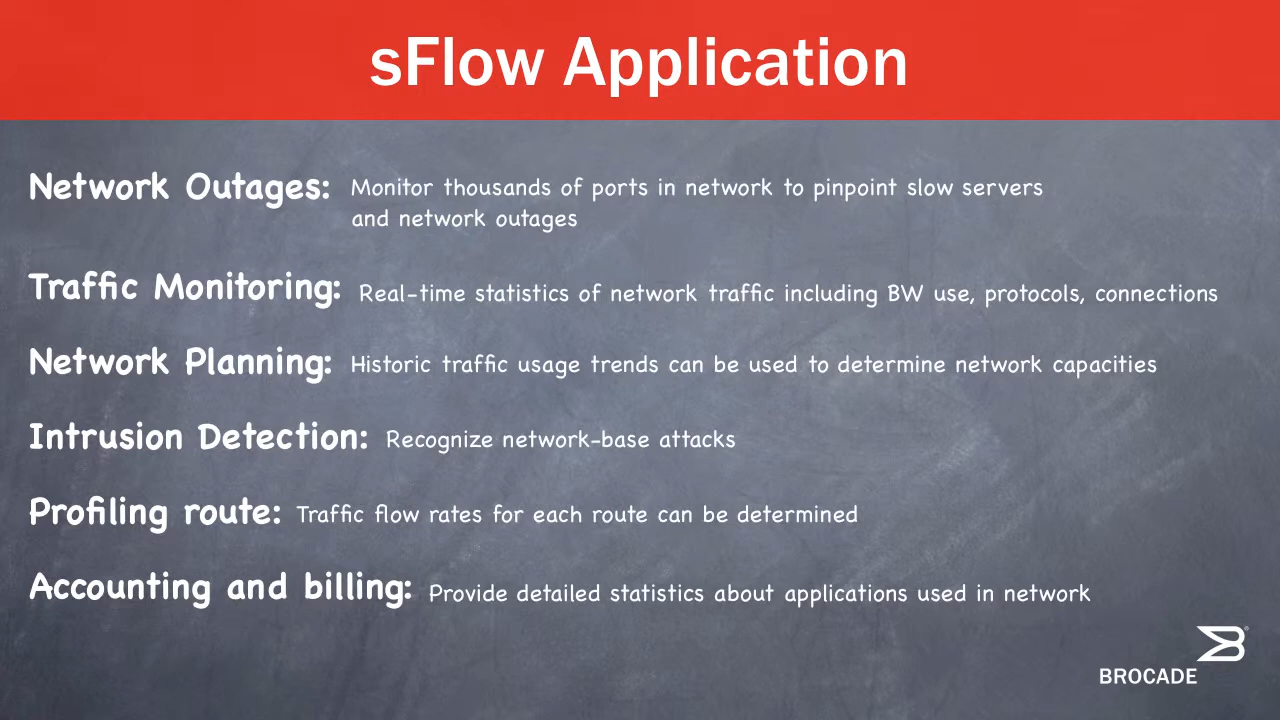 sFlow Application
Network Outages: Monitor thousands of ports in network to pinpoint slow servers
and network outages
Traffic Monitoring: Real-time statistics of network traffic including BW use, protocols, connections
Network Planning: Historic traffic usage trends can be used to determine network capacities
Intrusion Detection: Recognize network-base attacks
Profiling route: Traffic flow rates for each route can be determined
Accounting and billing: Provide detailed statistics about applications used in network
BROCADE